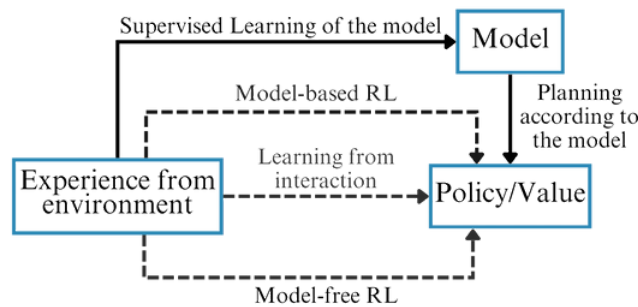 Supervised Learning of the model
Model
Model-based RL
Planning
according to
the model
Learning from
interaction
Experience from
environment
Policy/Value
Model-free RL